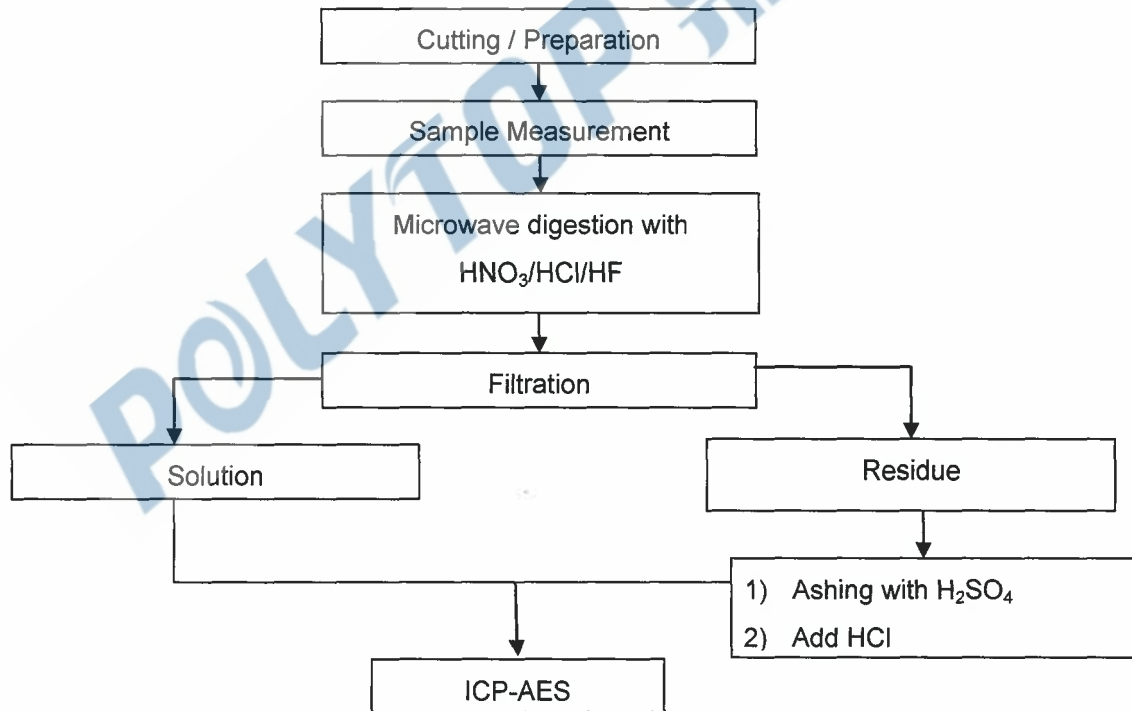 Cutting / Preparation
Sample Measurement
Microwave digestion with
HNO₃/HCl/HF
Filtration
Solution
Residue
1) Ashing with H₂SO₄
2) Add HCl
ICP-AES
POLYTOP